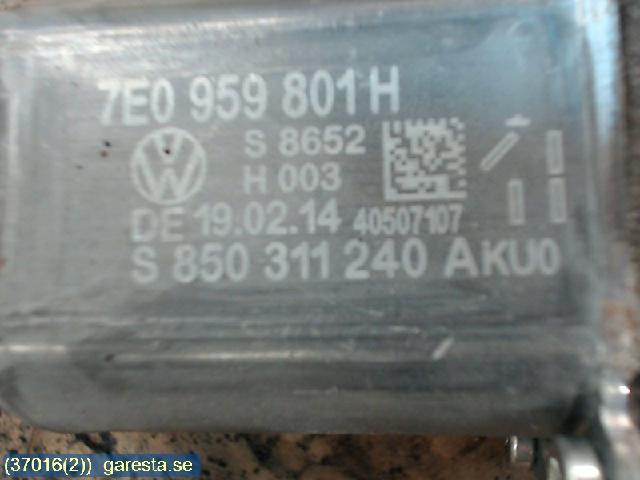 7E0 959 801 H
S 8652
H 003
DE 19.02.14 40507107
S 850 311 240 AKU0
(37016(2)) garesta.se